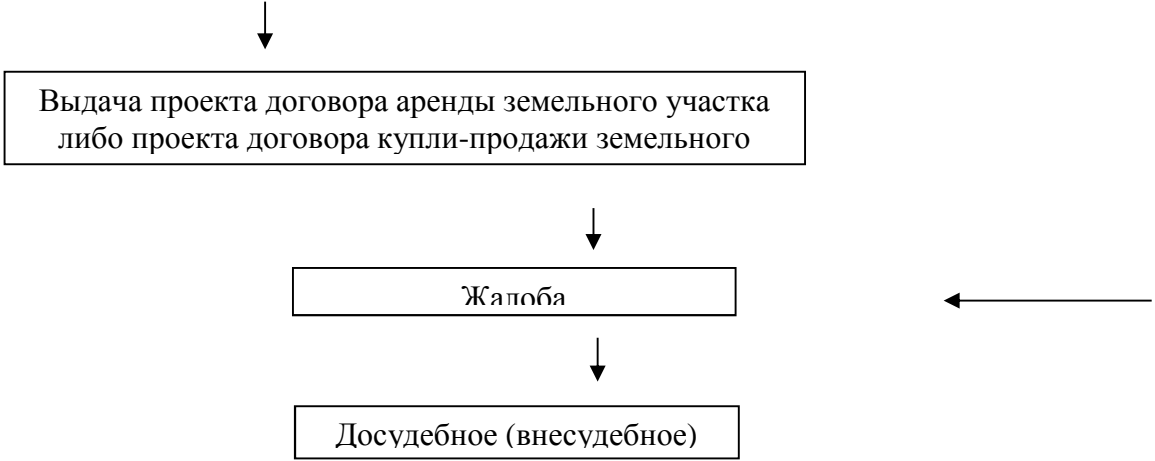 Выдача проекта договора аренды земельного участка
либо проекта договора купли-продажи земельного
Жалоба
Досудебное (внесудебное)